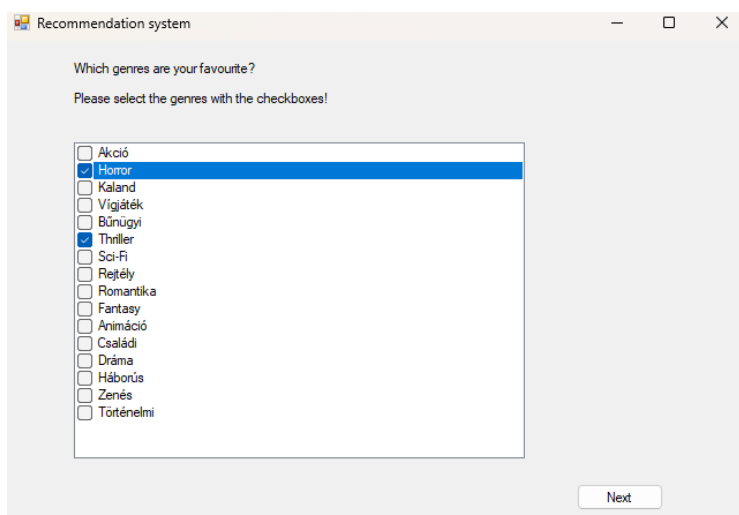 Recommendation system
Which genres are your favourite?
Please select the genres with the checkboxes!
Akció
Horror
Kaland
Vígjáték
Bűnügyi
Thriller
Sci-Fi
Rejtély
Romantika
Fantasy
Animáció
Családi
Dráma
Háborús
Zenés
Történelmi
Next